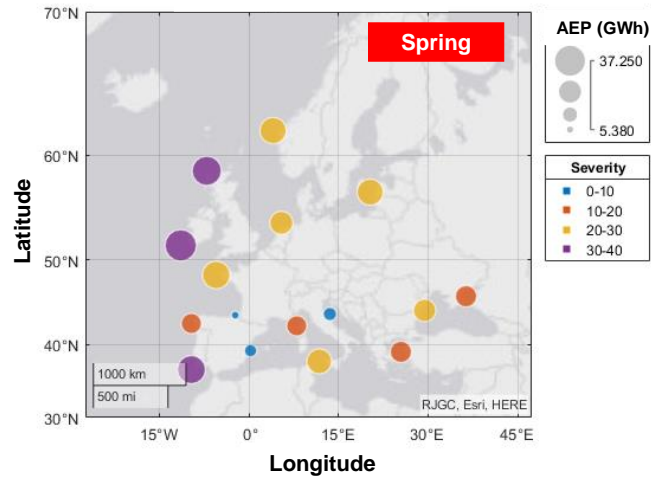 Spring
70°N
60°N
50°N
40°N
30°N
Latitude
1000 km
500 mi
RJGC, Esri, HERE
15°W
0°
15°E
30°E
45°E
Longitude
AEP (GWh)
37.250
5.380
Severity
0-10
10-20
20-30
30-40